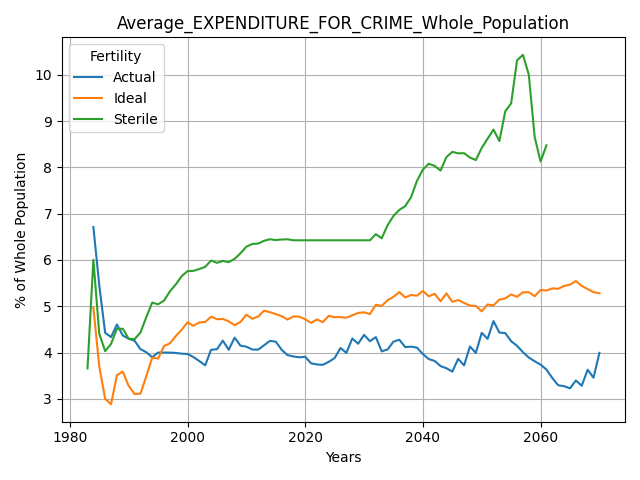 Average_EXPENDITURE_FOR_CRIME_Whole_Population
% of Whole Population
10
9
8
7
6
5
4
3
Fertility
Actual
Ideal
Sterile
1980
2000
2020
2040
2060
Years